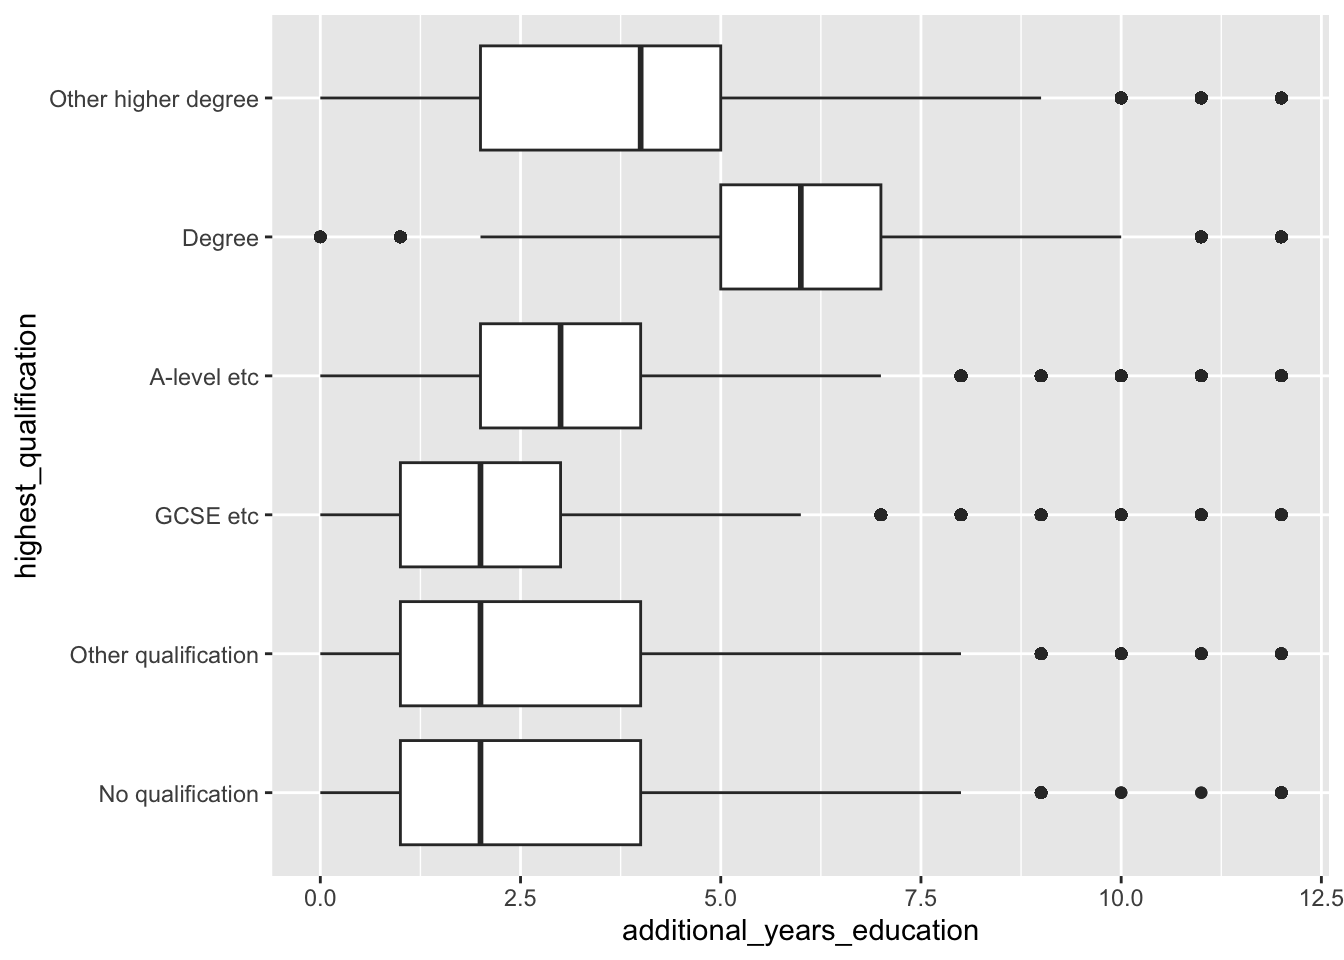 Other higher degree
Degree
A-level etc
GCSE etc
Other qualification
No qualification
highest_qualification
0.0 2.5 5.0 7.5 10.0 12.5
additional_years_education